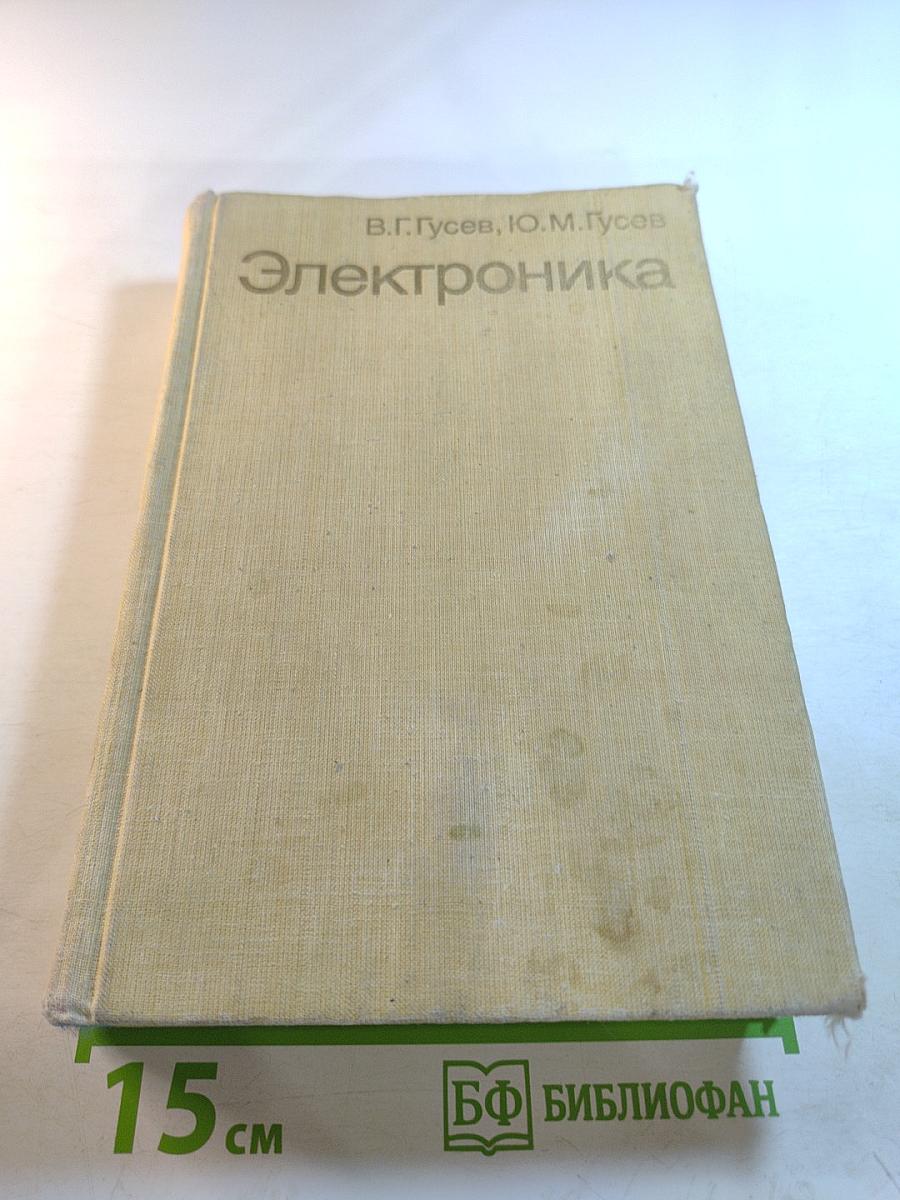 В.Г.Гусев, Ю.М.Гусев
Электроника
15 см
БФ БИБЛИОФАН